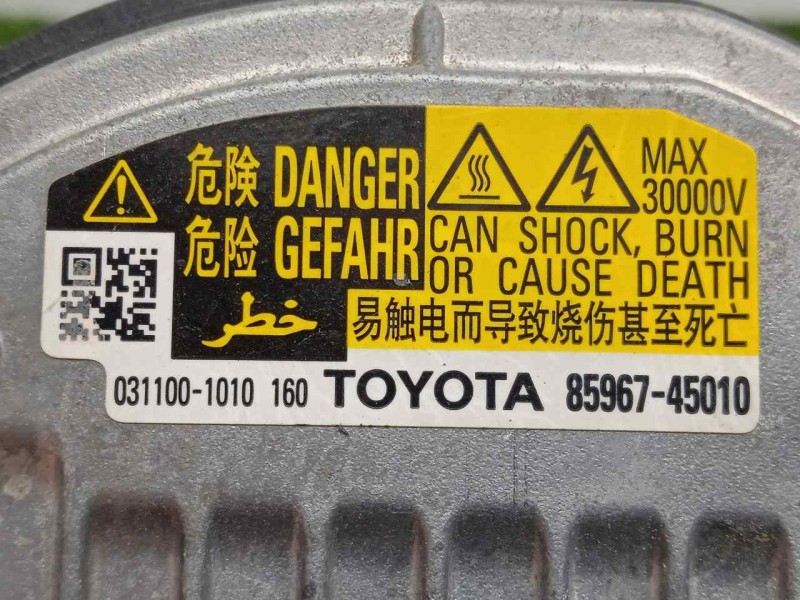 危険 DANGER
危险 GEFAHR
خطر
MAX
30000V
CAN SHOCK, BURN
OR CAUSE DEATH
易触电而导致烧伤甚至死亡
031100-1010 160 TOYOTA 85967-45010